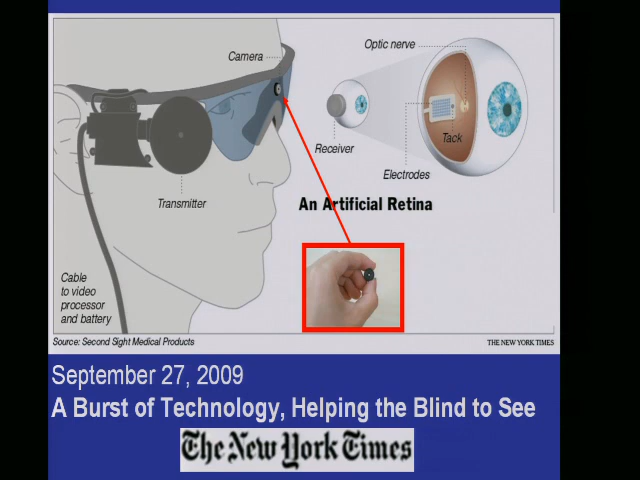 Camera
Optic nerve
Tack
Receiver
Electrodes
Transmitter
An Artificial Retina
Cable
to video
processor
and battery
Source: Second Sight Medical Products
THE NEW YORK TIMES
September 27, 2009
A Burst of Technology, Helping the Blind to See
The New York Times